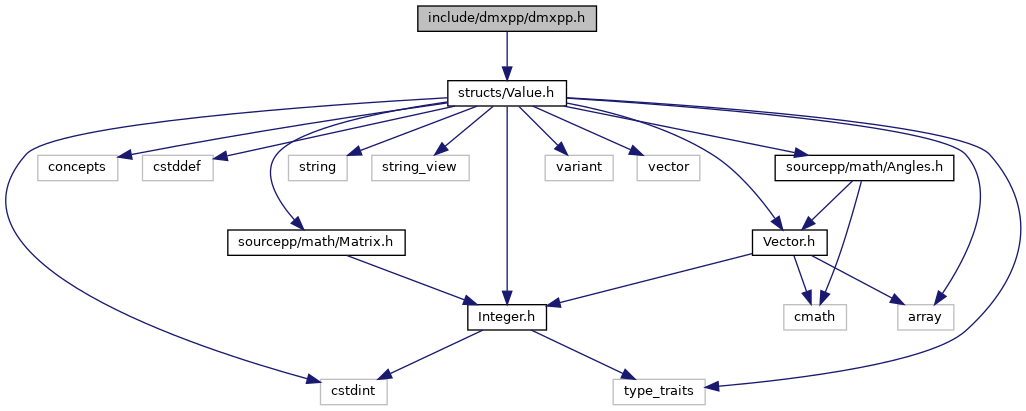 include/dmxpp/dmxpp.h
structs/Value.h
concepts
cstddef
string
string_view
variant
vector
sourcepp/math/Angles.h
sourcepp/math/Matrix.h
Vector.h
Integer.h
cmath
array
cstdint
type_traits